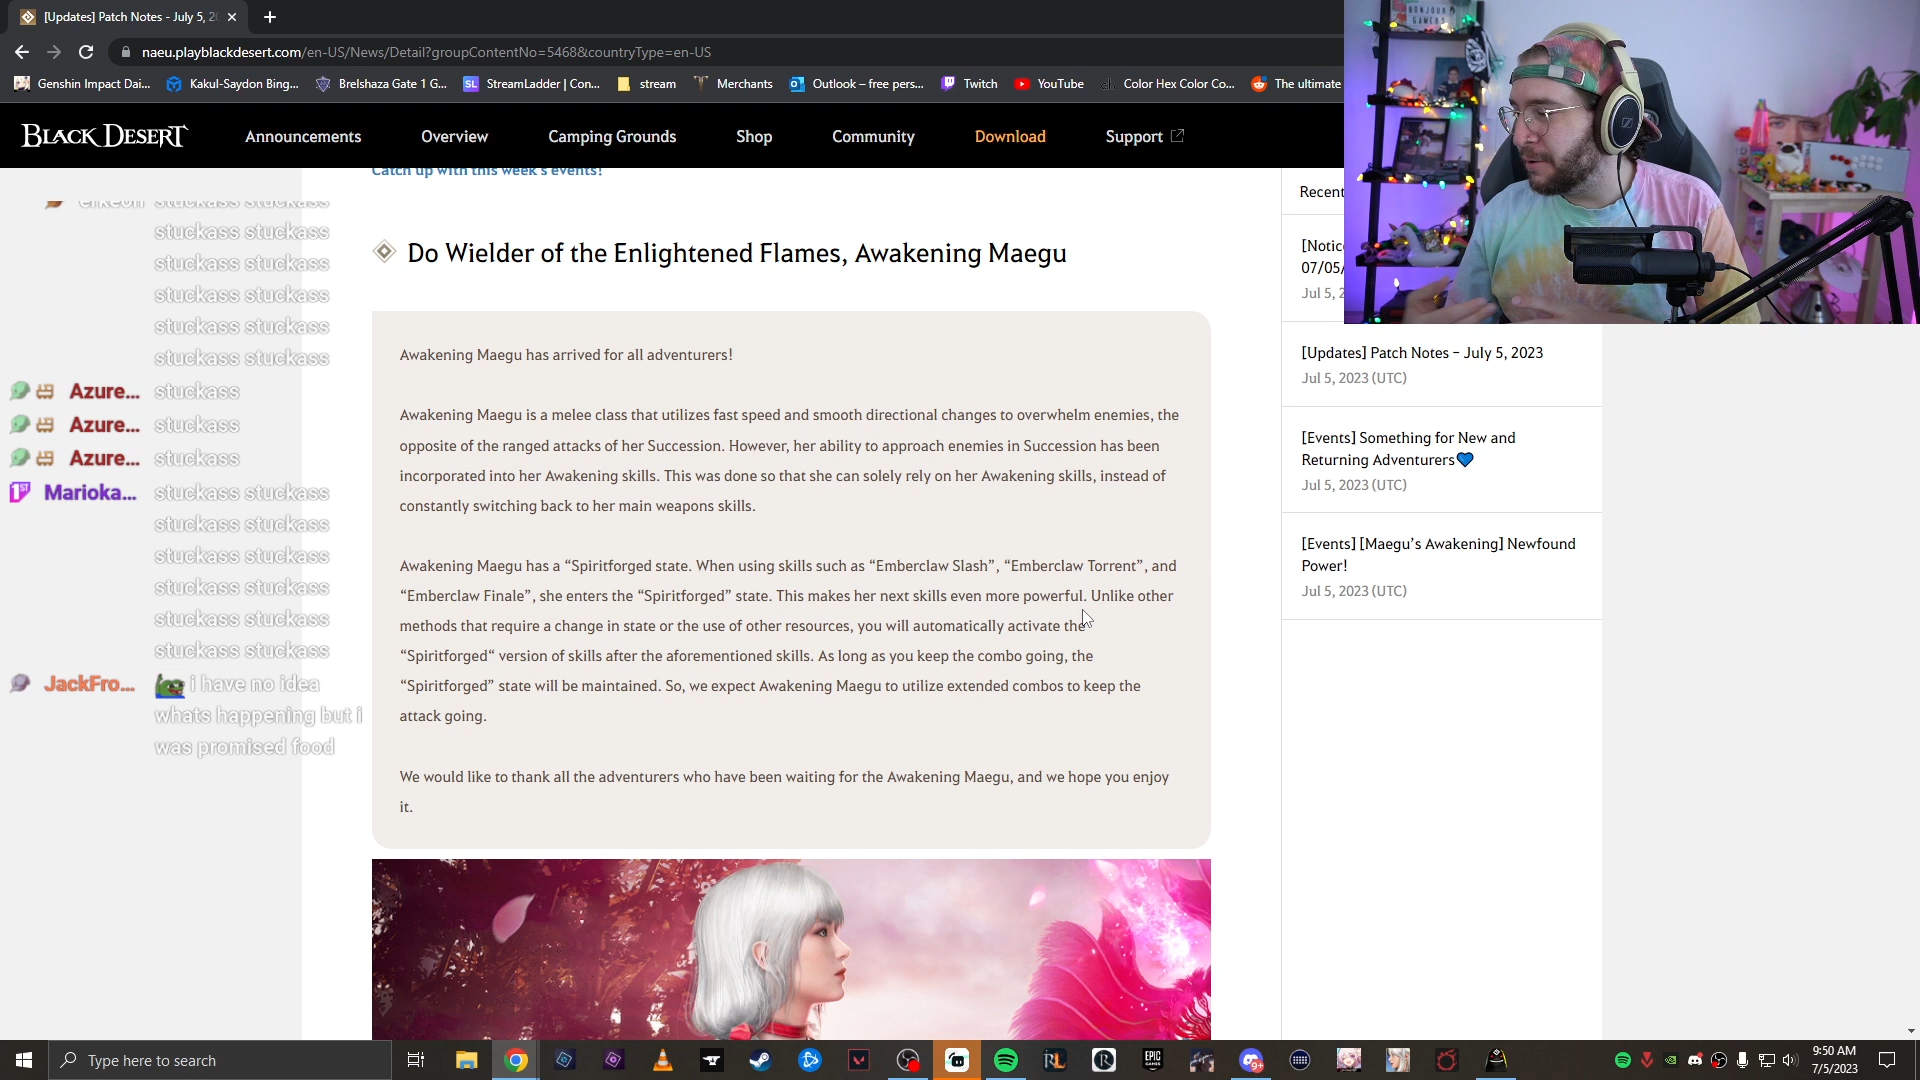 [Updates] Patch Notes - July 5, 2
naeu.playblackdesert.com/en-US/News/Detail?groupContentNo=5468&countryType=en-US
Genshin Impact Dai...
Kakul-Saydon Bing...
Brelshaza Gate 1 G...
SL
StreamLadder | Con...
stream
Merchants
Outlook – free pers...
Twitch
YouTube
Color Hex Color Co...
The ultimate
BONJOUR
GAMERS
BLACK DESERT
Announcements
Overview
Camping Grounds
Shop
Community
Download
Support
Catch up with this week's events!
erkeon stuckass stuckass
stuckass stuckass
stuckass stuckass
stuckass stuckass
stuckass stuckass
stuckass stuckass
Azure... stuckass
Azure... stuckass
Azure... stuckass
Marioka... stuckass stuckass
stuckass stuckass
stuckass stuckass
stuckass stuckass
stuckass stuckass
stuckass stuckass
JackFro... i have no idea
whats happening but i
was promised food
Do Wielder of the Enlightened Flames, Awakening Maegu
Awakening Maegu has arrived for all adventurers!
Awakening Maegu is a melee class that utilizes fast speed and smooth directional changes to overwhelm enemies, the
opposite of the ranged attacks of her Succession. However, her ability to approach enemies in Succession has been
incorporated into her Awakening skills. This was done so that she can solely rely on her Awakening skills, instead of
constantly switching back to her main weapons skills.
Awakening Maegu has a “Spiritforged state. When using skills such as “Emberclaw Slash”, “Emberclaw Torrent”, and
“Emberclaw Finale”, she enters the “Spiritforged” state. This makes her next skills even more powerful. Unlike other
methods that require a change in state or the use of other resources, you will automatically activate the
“Spiritforged“ version of skills after the aforementioned skills. As long as you keep the combo going, the
“Spiritforged” state will be maintained. So, we expect Awakening Maegu to utilize extended combos to keep the
attack going.
We would like to thank all the adventurers who have been waiting for the Awakening Maegu, and we hope you enjoy
it.
Recent
[Notic
07/05/
Jul 5, 2
[Updates] Patch Notes – July 5, 2023
Jul 5, 2023 (UTC)
[Events] Something for New and
Returning Adventurers💙
Jul 5, 2023 (UTC)
[Events] [Maegu's Awakening] Newfound
Power!
Jul 5, 2023 (UTC)
Type here to search
EPIC
GAMES
9+
9:50 AM
7/5/2023